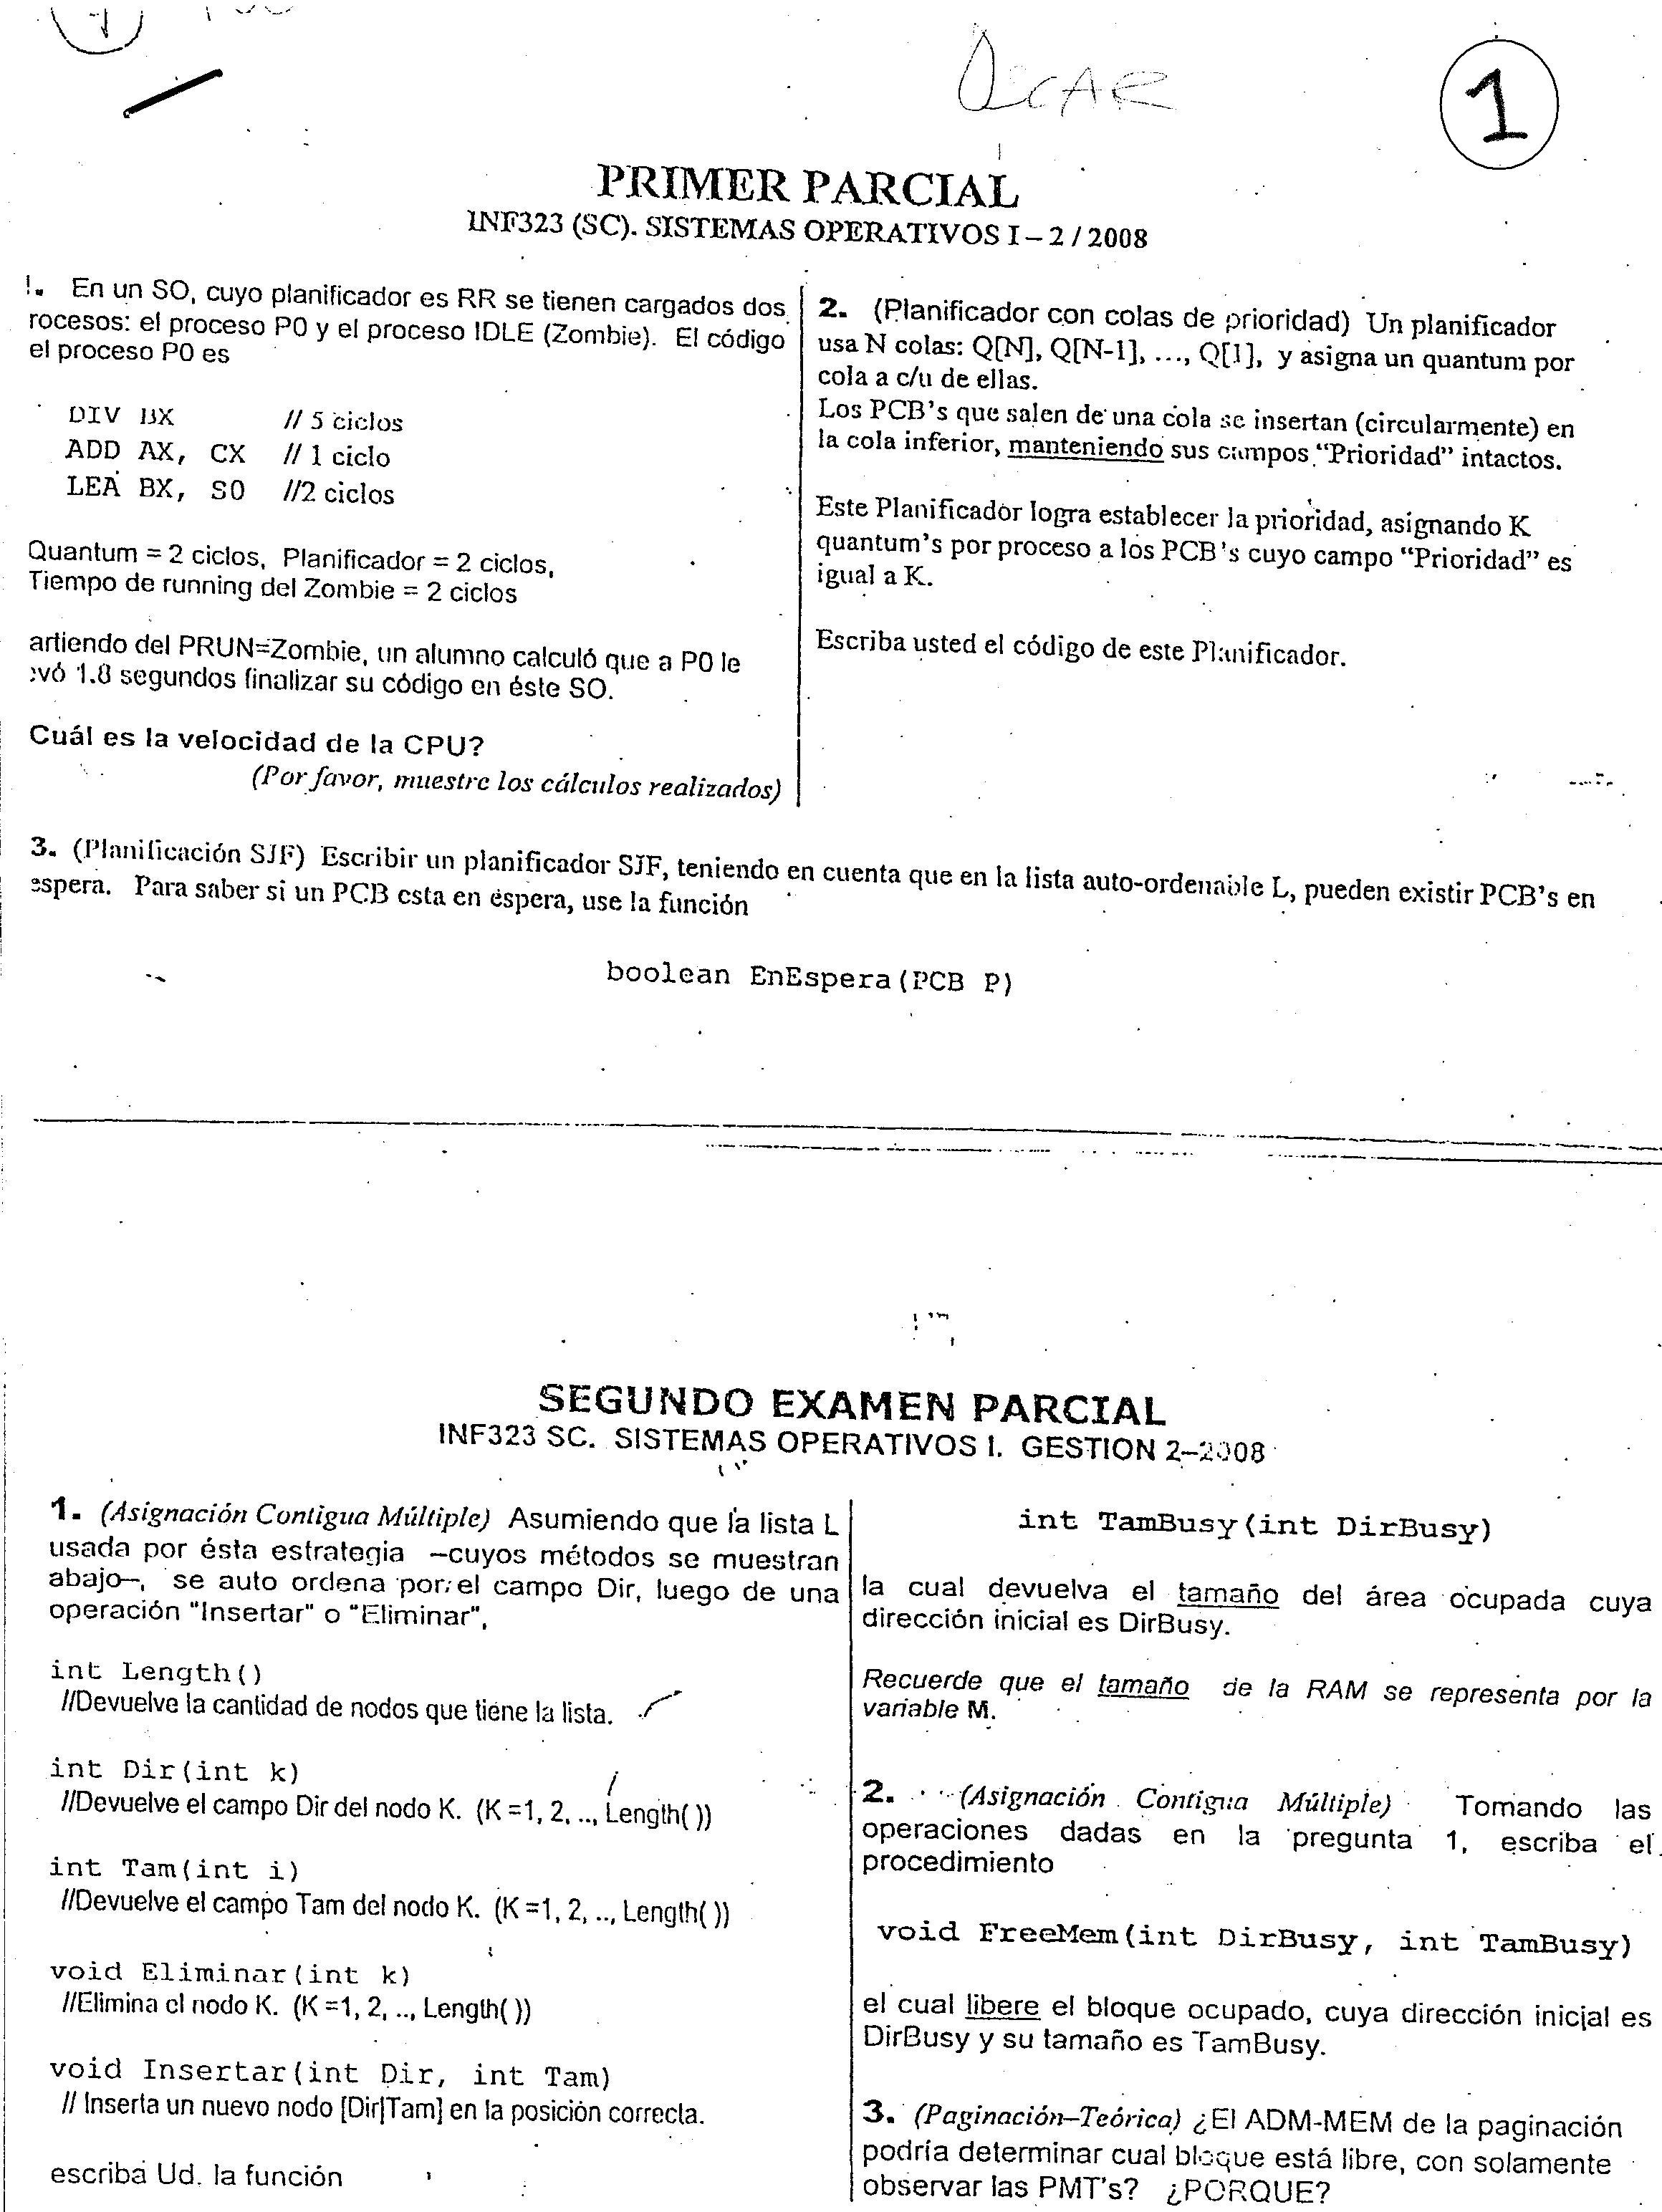 OSCAR
1
PRIMER PARCIAL
INF323 (SC). SISTEMAS OPERATIVOS I – 2 / 2008
. En un SO, cuyo planificador es RR se tienen cargados dos
rocesos: el proceso P0 y el proceso IDLE (Zombie). El código
el proceso P0 es
DIV BX // 5 ciclos
ADD AX, CX // 1 ciclo
LEA BX, S0 //2 ciclos
Quantum = 2 ciclos, Planificador = 2 ciclos,
Tiempo de running del Zombie = 2 ciclos
artiendo del PRUN=Zombie, un alumno calculó que a P0 le
vó 1.8 segundos finalizar su código en éste SO.
Cuál es la velocidad de la CPU?
(Por favor, muestre los cálculos realizados)
2. (Planificador con colas de prioridad) Un planificador
usa N colas: Q[N], Q[N-1], ..., Q[1], y asigna un quantum por
cola a c/u de ellas.
Los PCB's que salen de una cola se insertan (circularmente) en
la cola inferior, manteniendo sus campos "Prioridad" intactos.
Este Planificador logra establecer la prioridad, asignando K
quantum's por proceso a los PCB's cuyo campo "Prioridad" es
igual a K.
Escriba usted el código de este Planificador.
3. (Planificación SJF) Escribir un planificador SJF, teniendo en cuenta que en la lista auto-ordenable L, pueden existir PCB's en
espera. Para saber si un PCB esta en espera, use la función
boolean EnEspera(PCB P)
SEGUNDO EXAMEN PARCIAL
INF323 SC. SISTEMAS OPERATIVOS I. GESTION 2–2008
1. (Asignación Contigua Múltiple) Asumiendo que la lista L
usada por ésta estrategia –cuyos métodos se muestran
abajo–, se auto ordena por el campo Dir, luego de una
operación "Insertar" o "Eliminar",
int Length()
//Devuelve la cantidad de nodos que tiene la lista.
int Dir(int k)
//Devuelve el campo Dir del nodo K. (K =1, 2, .., Length( ))
int Tam(int i)
//Devuelve el campo Tam del nodo K. (K =1, 2, .., Length( ))
void Eliminar(int k)
//Elimina el nodo K. (K =1, 2, .., Length( ))
void Insertar(int Dir, int Tam)
// Inserta un nuevo nodo [Dir|Tam] en la posición correcta.
escriba Ud. la función
int TamBusy(int DirBusy)
la cual devuelva el tamaño del área ocupada cuya
dirección inicial es DirBusy.
Recuerde que el tamaño de la RAM se representa por la
variable M.
2. (Asignación Contigua Múltiple) Tomando las
operaciones dadas en la pregunta 1, escriba el
procedimiento
void FreeMem(int DirBusy, int TamBusy)
el cual libere el bloque ocupado, cuya dirección inicial es
DirBusy y su tamaño es TamBusy.
3. (Paginación–Teórica) ¿El ADM-MEM de la paginación
podría determinar cual bloque está libre, con solamente
observar las PMT's? ¿PORQUE?